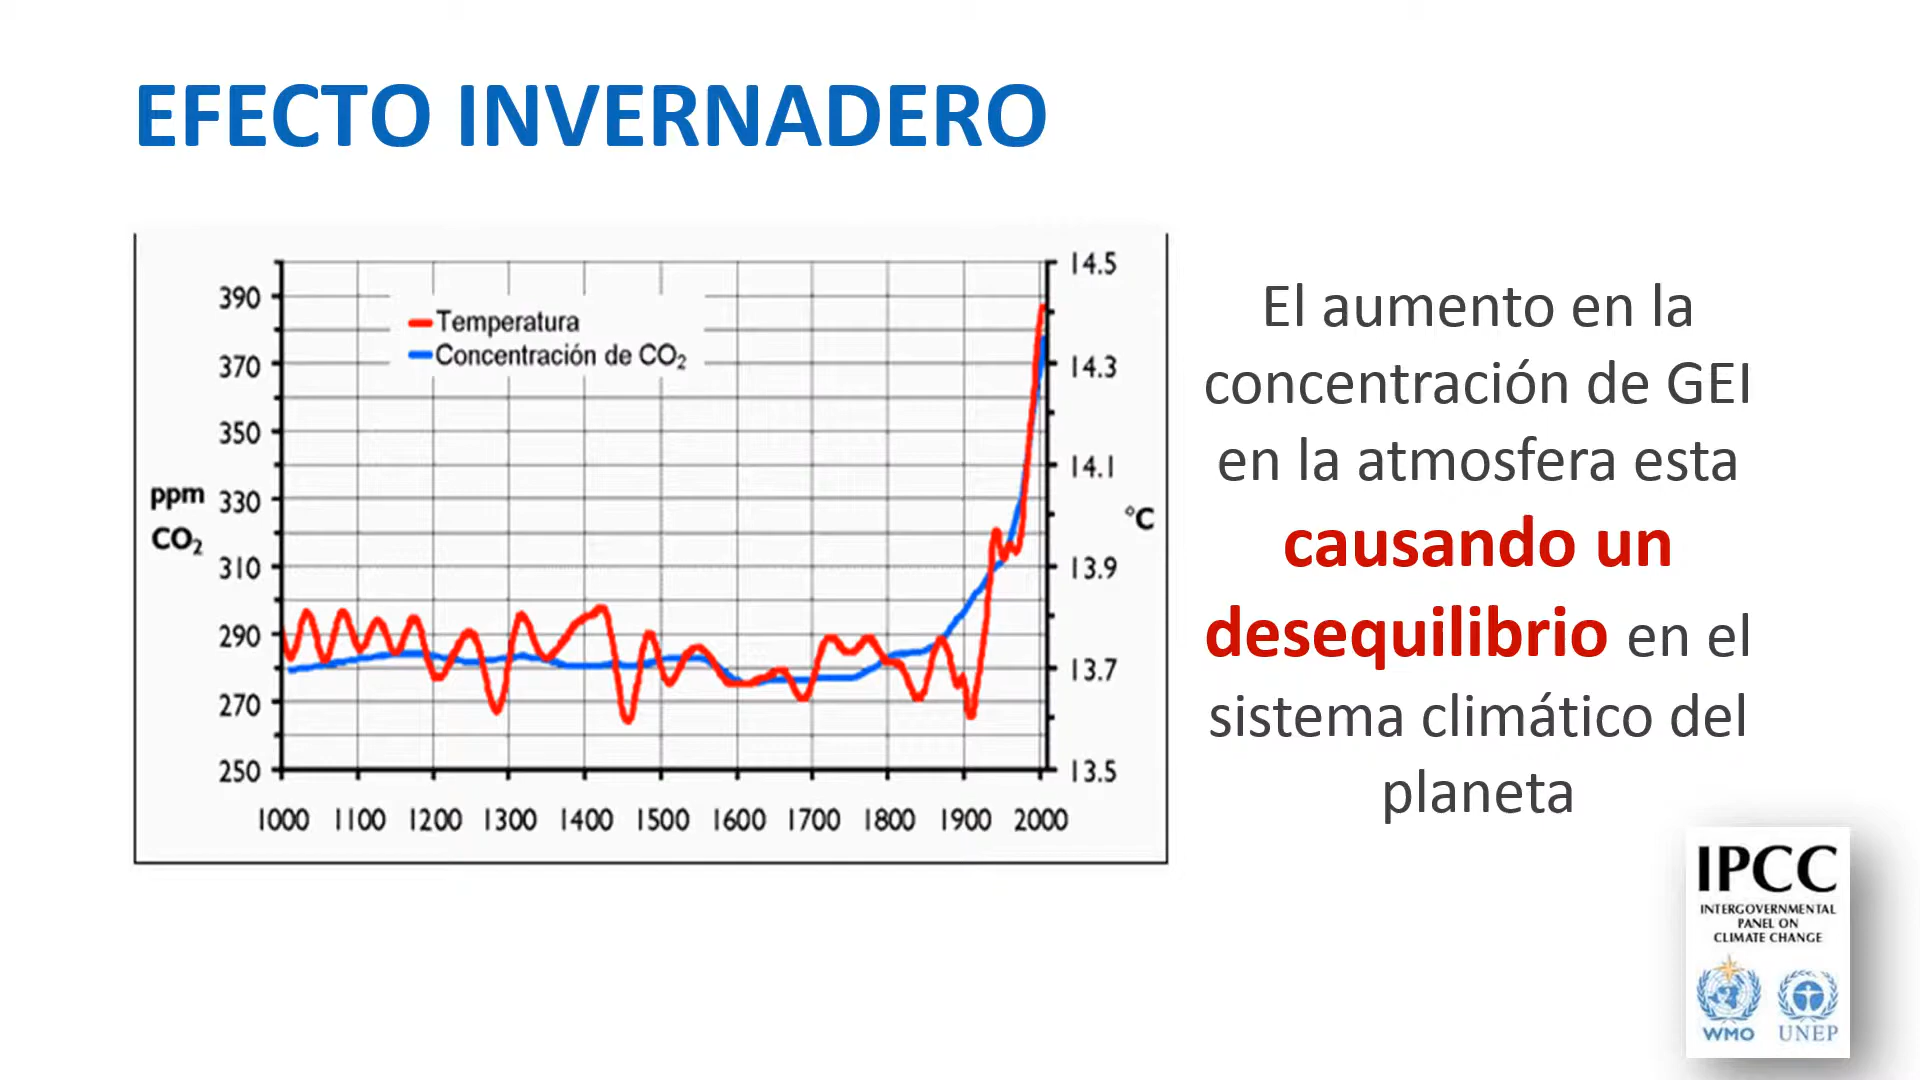 EFECTO INVERNADERO
Temperatura
Concentración de CO₂
390
370
350
330
310
290
270
250
ppm
CO₂
14.5
14.3
14.1
13.9
13.7
13.5
°C
1000 1100 1200 1300 1400 1500 1600 1700 1800 1900 2000
El aumento en la
concentración de GEI
en la atmosfera esta
causando un
desequilibrio en el
sistema climático del
planeta
IPCC
INTERGOVERNMENTAL
PANEL ON
CLIMATE CHANGE
WMO UNEP